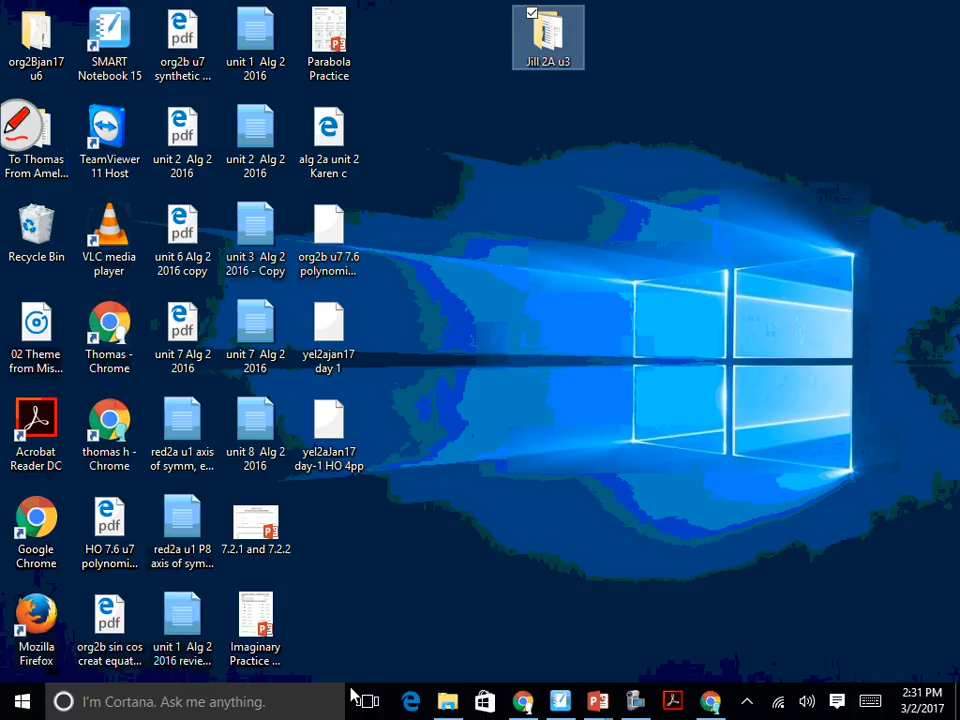 org2Bjan17
u6
SMART
Notebook 15
org2b u7
synthetic ...
unit 1 Alg 2
2016
Parabola
Practice
Jill 2A u3
To Thomas
From Amel...
TeamViewer
11 Host
unit 2 Alg 2
2016
unit 2 Alg 2
2016
alg 2a unit 2
Karen c
Recycle Bin
VLC media
player
unit 6 Alg 2
2016 copy
unit 3 Alg 2
2016 - Copy
org2b u7 7.6
polynomi...
02 Theme
from Mis...
Thomas -
Chrome
unit 7 Alg 2
2016
unit 7 Alg 2
2016
yel2ajan17
day 1
Acrobat
Reader DC
thomas h -
Chrome
red2a u1 axis
of symm, e...
unit 8 Alg 2
2016
yel2aJan17
day-1 HO 4pp
Google
Chrome
HO 7.6 u7
polynomi...
red2a u1 P8
axis of sym...
7.2.1 and 7.2.2
Mozilla
Firefox
org2b sin cos
creat equat...
unit 1 Alg 2
2016 revie...
Imaginary
Practice ...
pdf
pdf
pdf
pdf
pdf
pdf
I'm Cortana. Ask me anything.
2:31 PM
3/2/2017